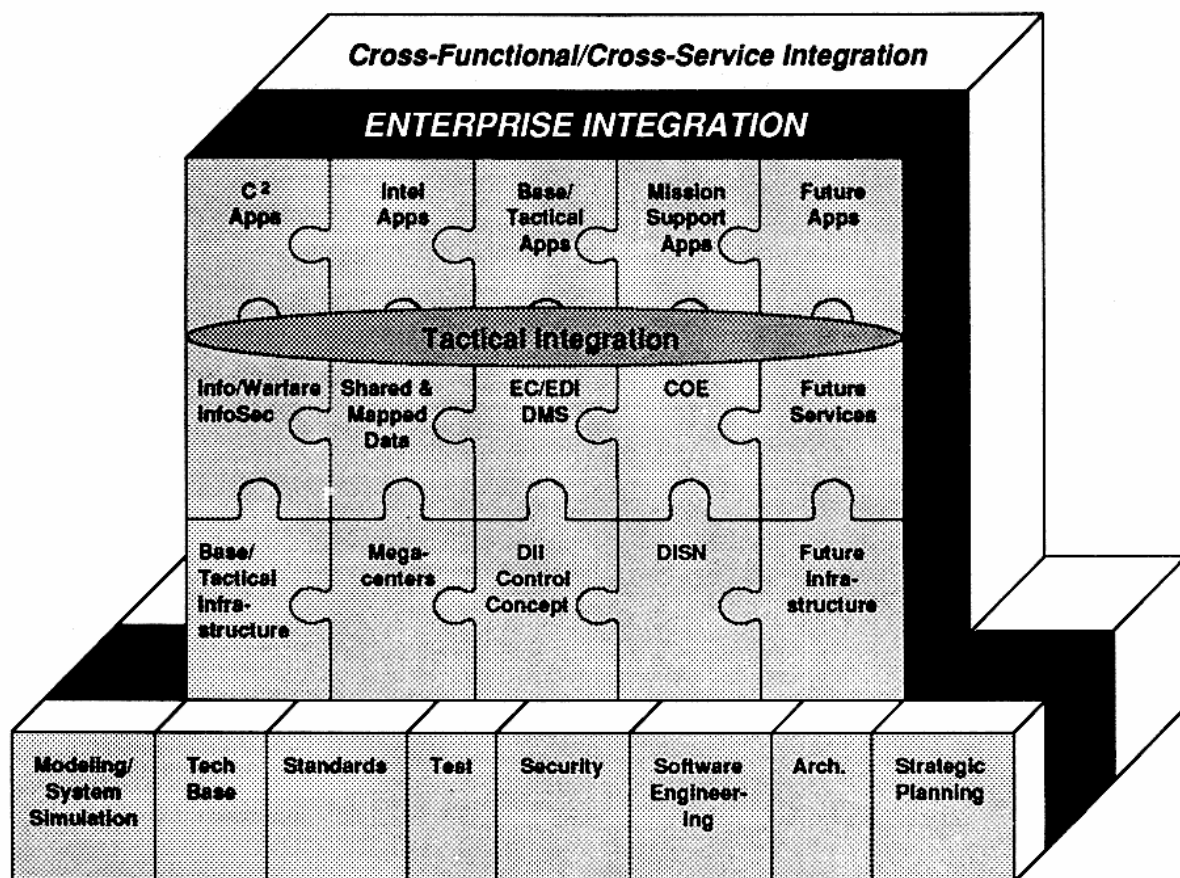 Cross-Functional/Cross-Service Integration
ENTERPRISE INTEGRATION
C²
Apps
Intel
Apps
Base/
Tactical
Apps
Mission
Support
Apps
Future
Apps
Tactical Integration
Info/Warfare
InfoSec
Shared &
Mapped
Data
EC/EDI
DMS
COE
Future
Services
Base/
Tactical
Infra-
structure
Mega-
centers
DII
Control
Concept
DISN
Future
Infra-
structure
Modeling/
System
Simulation
Tech
Base
Standards
Test
Security
Software
Engineer-
ing
Arch.
Strategic
Planning